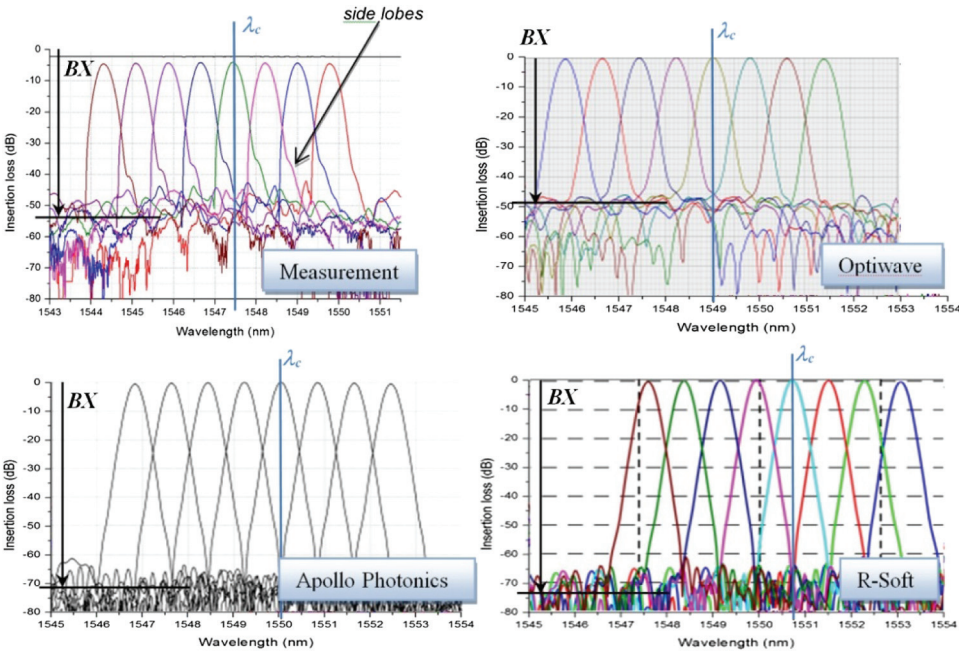 side lobes
λc
BX
0
-10
-20
-30
-40
-50
-60
-70
-80
Insertion loss (dB)
Measurement
1543 1544 1545 1546 1547 1548 1549 1550 1551
Wavelength (nm)
λc
BX
0
-10
-20
-30
-40
-50
-60
-70
-80
Insertion loss (dB)
Optiwave
1545 1546 1547 1548 1549 1550 1551 1552 1553 1554
Wavelength (nm)
λc
BX
0
-10
-20
-30
-40
-50
-60
-70
-80
Insertion loss (dB)
Apollo Photonics
1545 1546 1547 1548 1549 1550 1551 1552 1553 1554
Wavelength (nm)
λc
BX
0
-10
-20
-30
-40
-50
-60
-70
-80
Insertion loss (dB)
R-Soft
1545 1546 1547 1548 1549 1550 1551 1552 1553 1554
Wavelength (nm)